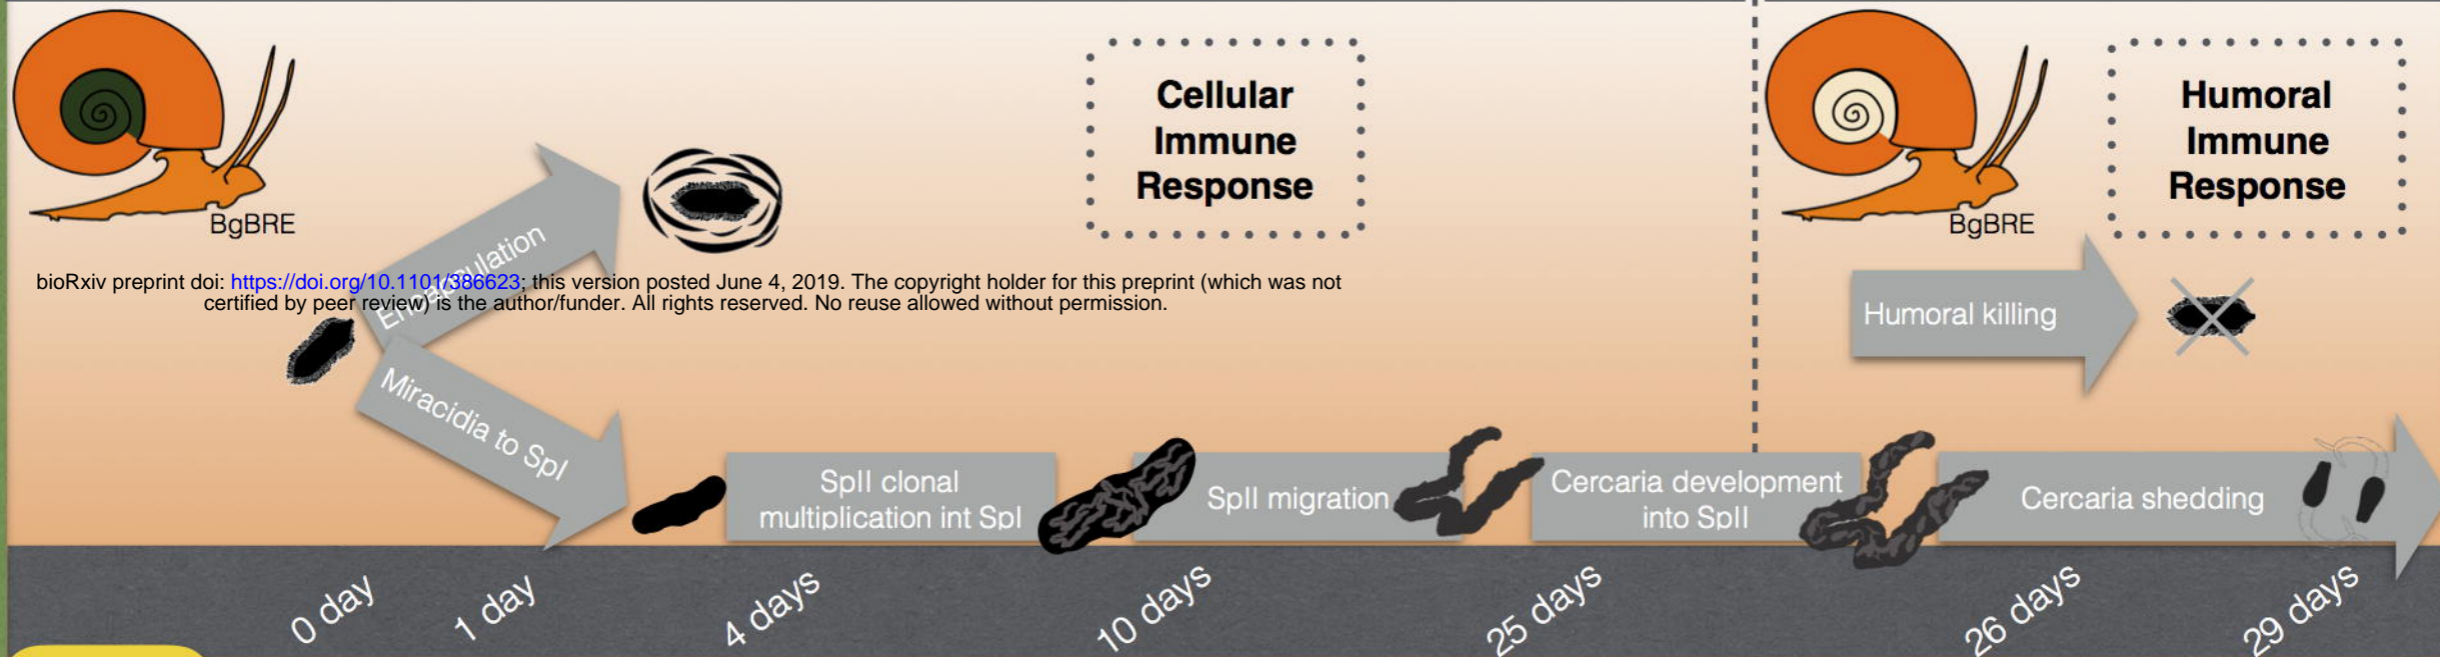 Cellular
Immune
Response
Humoral
Immune
Response
BgBRE
BgBRE
Encapsulation
bioRxiv preprint doi: https://doi.org/10.1101/386623; this version posted June 4, 2019. The copyright holder for this preprint (which was not
certified by peer review) is the author/funder. All rights reserved. No reuse allowed without permission.
Humoral killing
Miracidia to SpI
SpII clonal
multiplication int SpI
SpII migration
Cercaria development
into SpII
Cercaria shedding
0 day
1 day
4 days
10 days
25 days
26 days
29 days